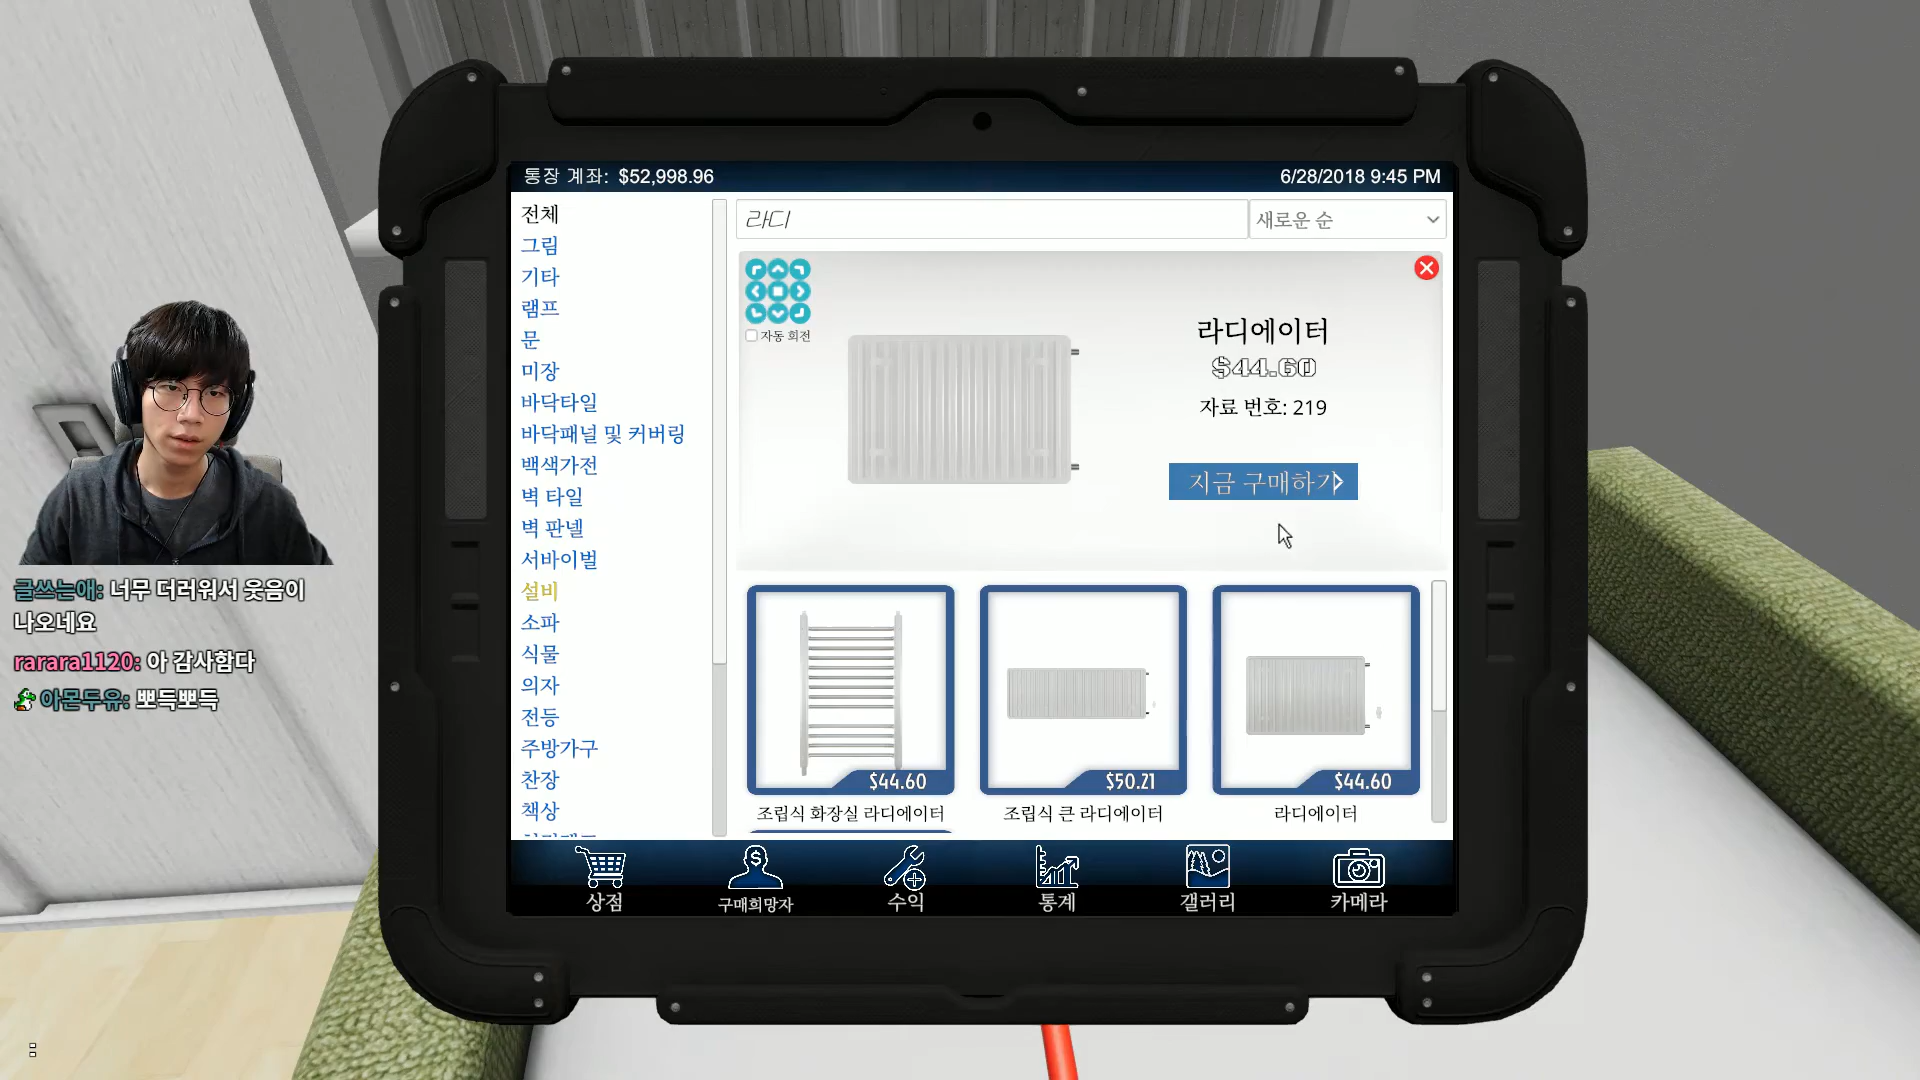 통장 계좌: $52,998.96
6/28/2018 9:45 PM
전체
그림
기타
램프
문
미장
바닥타일
바닥패널 및 커버링
백색가전
벽 타일
벽 판넬
서바이벌
설비
소파
식물
의자
전등
주방가구
찬장
책상
라디
새로운 순
자동 회전
라디에이터
$44.60
자료 번호: 219
지금 구매하기
$44.60
조립식 화장실 라디에이터
$50.21
조립식 큰 라디에이터
$44.60
라디에이터
상점
구매희망자
수익
통계
갤러리
카메라
글쓰는애: 너무 더러워서 웃음이
나오네요
rarara1120: 아 감사함다
아몬두유: 뽀득뽀득